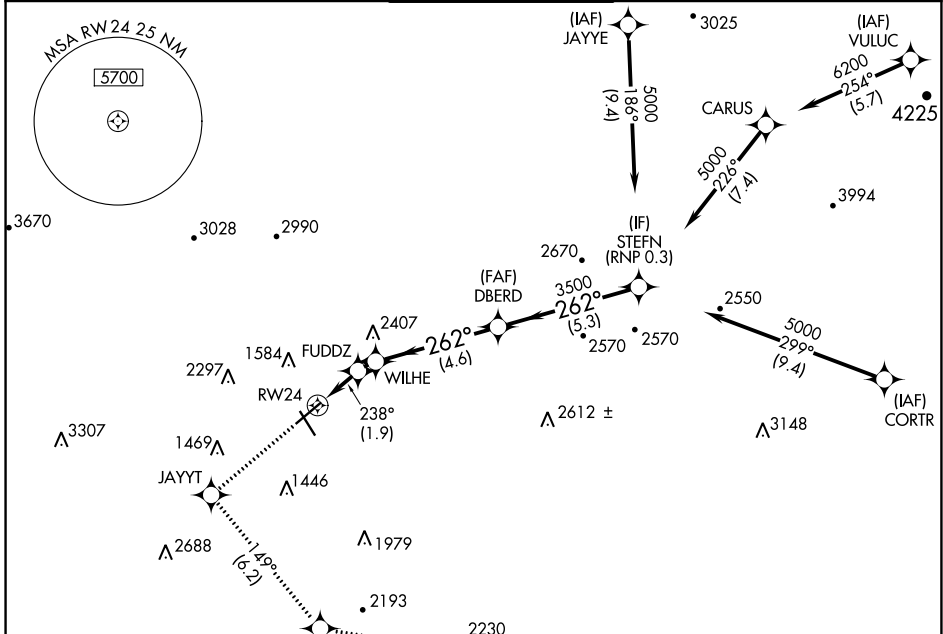 MSA RW24 25 NM
5700
(IAF)
JAYYE
3025
(IAF)
VULUC
6200
254°
(5.7)
4225
5000
186°
(9.4)
CARUS
5000
226°
(7.4)
3994
3670
3028
2990
(IF)
STEFN
(RNP 0.3)
2670
(FAF)
DBERD
3500
262°
(5.3)
2550
5000
299°
(9.4)
2570
2570
2407
262°
(4.6)
FUDDZ
1584
WILHE
2297
RW24
238°
(1.9)
(IAF)
CORTR
2612 ±
3148
3307
1469
JAYYT
1446
2688
149°
(6.2)
1979
2193
2230